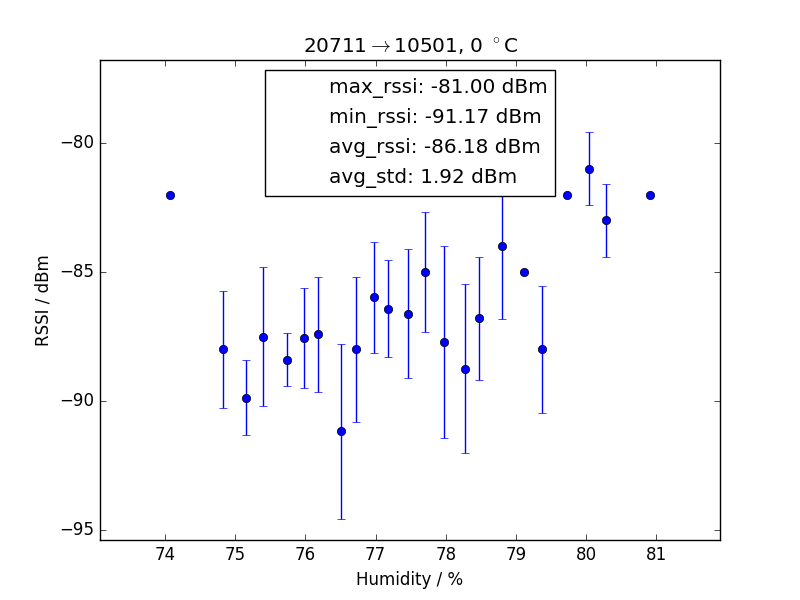 20711→10501, 0 °C
max_rssi: -81.00 dBm
min_rssi: -91.17 dBm
avg_rssi: -86.18 dBm
avg_std: 1.92 dBm
−80
−85
−90
−95
RSSI / dBm
74 75 76 77 78 79 80 81
Humidity / %